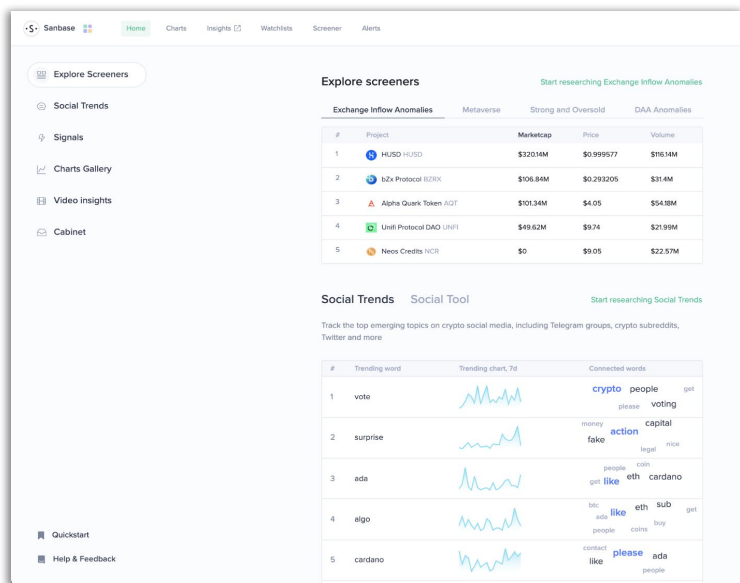 ·S· Sanbase Home Charts Insights Watchlists Screener Alerts
Explore Screeners
Social Trends
Signals
Charts Gallery
Video insights
Cabinet
Quickstart
Help & Feedback
Explore screeners Start researching Exchange Inflow Anomalies
Exchange Inflow Anomalies Metaverse Strong and Oversold DAA Anomalies
# Project Marketcap Price Volume
1 HUSD HUSD $320.14M $0.999577 $116.14M
2 bZx Protocol BZRX $106.84M $0.293205 $31.4M
3 Alpha Quark Token AQT $101.34M $4.05 $54.18M
4 Unifi Protocol DAO UNFI $49.62M $9.74 $21.99M
5 Neos Credits NCR $0 $9.05 $22.57M
Social Trends Social Tool Start researching Social Trends
Track the top emerging topics on crypto social media, including Telegram groups, crypto subreddits,
Twitter and more
# Trending word Trending chart, 7d Connected words
1 vote
crypto people get
please voting
2 surprise
money capital
action
fake nice
legal
3 ada
people coin
get like eth cardano
4 algo
btc eth sub get
ada like
people coins buy
5 cardano
contact please ada
like people